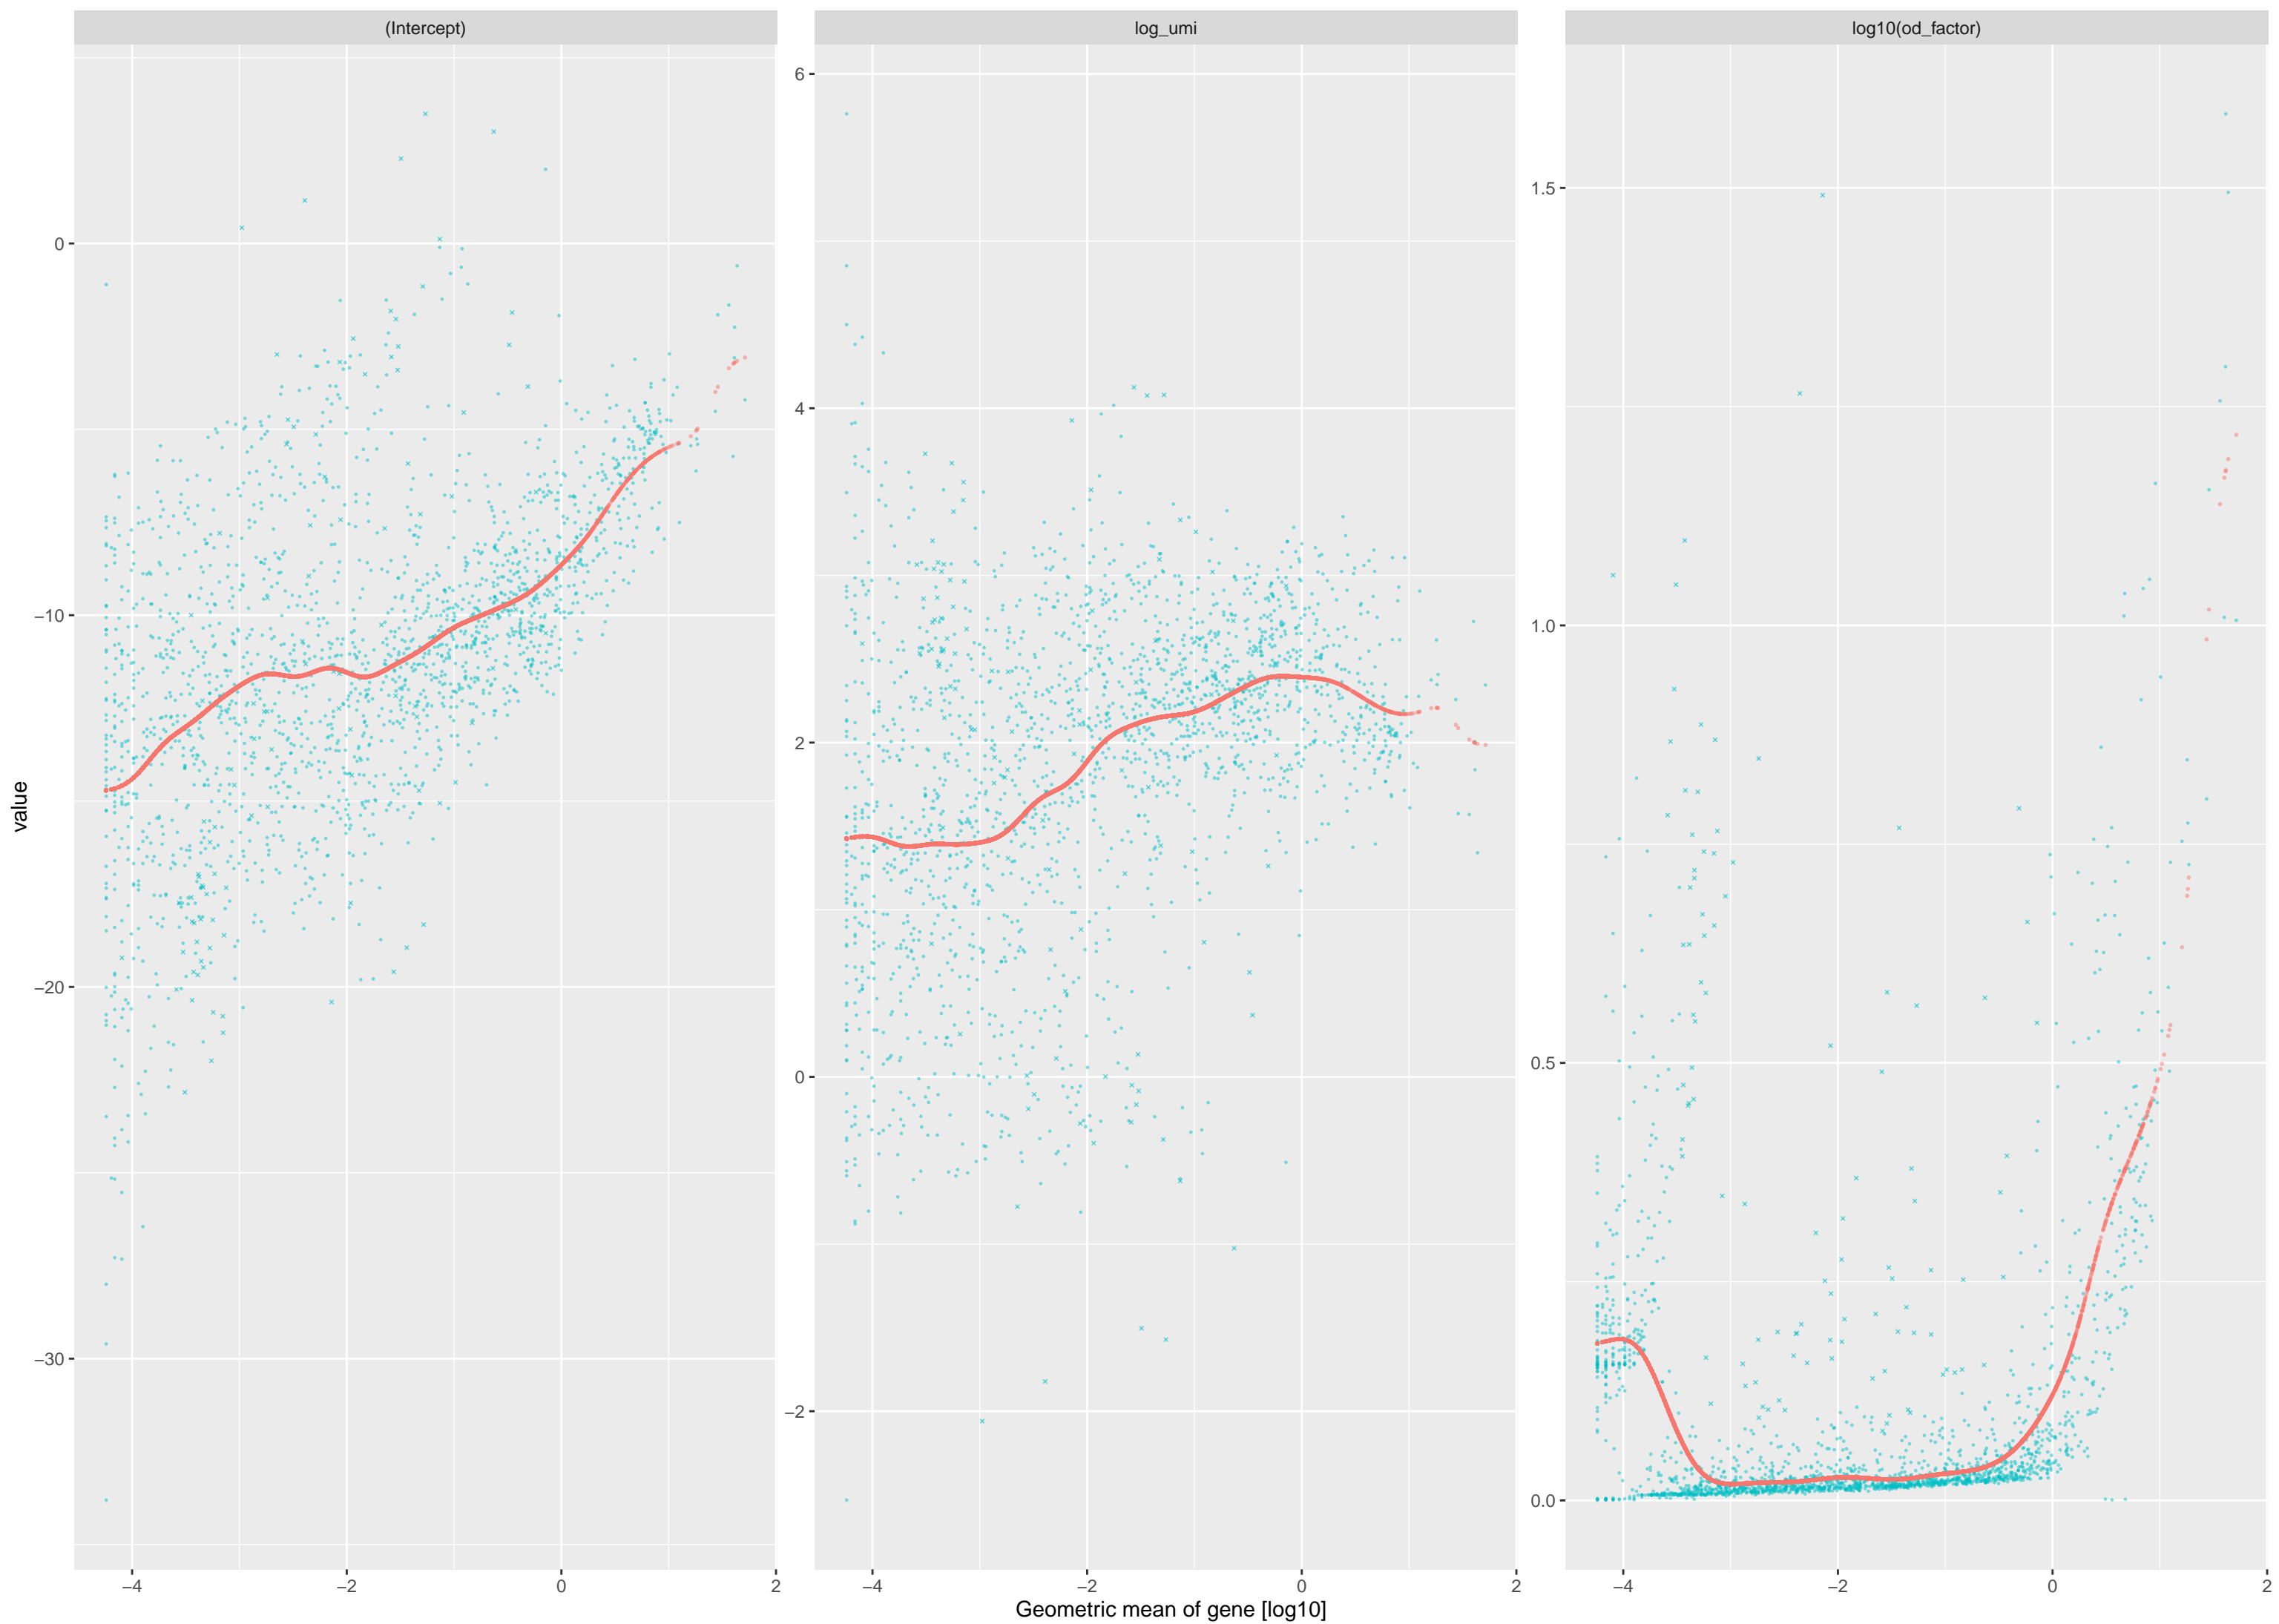 (Intercept)
log_umi
log10(od_factor)
value
0
−10
−20
−30
6
4
2
0
−2
1.5
1.0
0.5
0.0
−4 −2 0 2
−4 −2 0 2
−4 −2 0 2
Geometric mean of gene [log10]